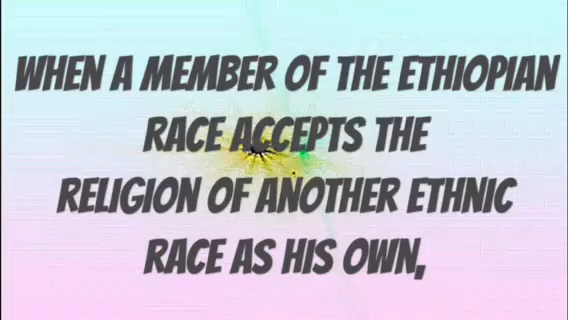 WHEN A MEMBER OF THE ETHIOPIAN
RACE ACCEPTS THE
RELIGION OF ANOTHER ETHNIC
RACE AS HIS OWN,